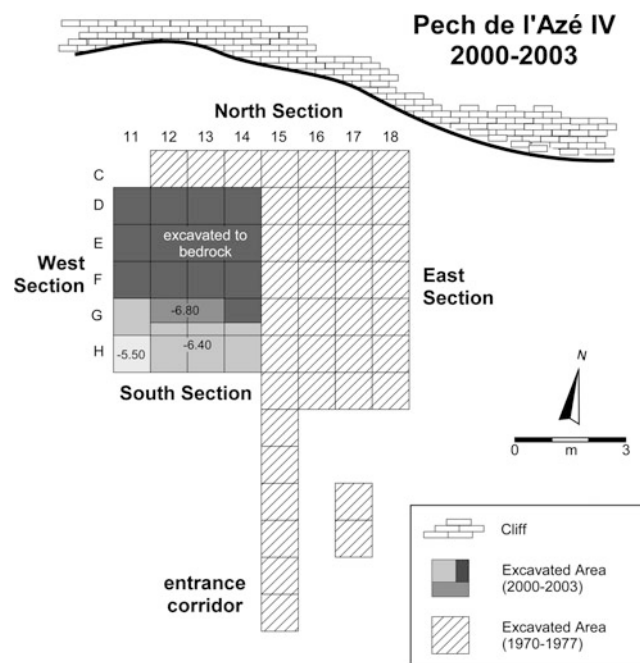 Pech de l'Azé IV
2000-2003
North Section
11 12 13 14 15 16 17 18
C
D
E
excavated to
bedrock
West
Section
F
East
Section
G
-6.80
H
-5.50
-6.40
South Section
N
0 m 3
entrance
corridor
Cliff
Excavated Area
(2000-2003)
Excavated Area
(1970-1977)